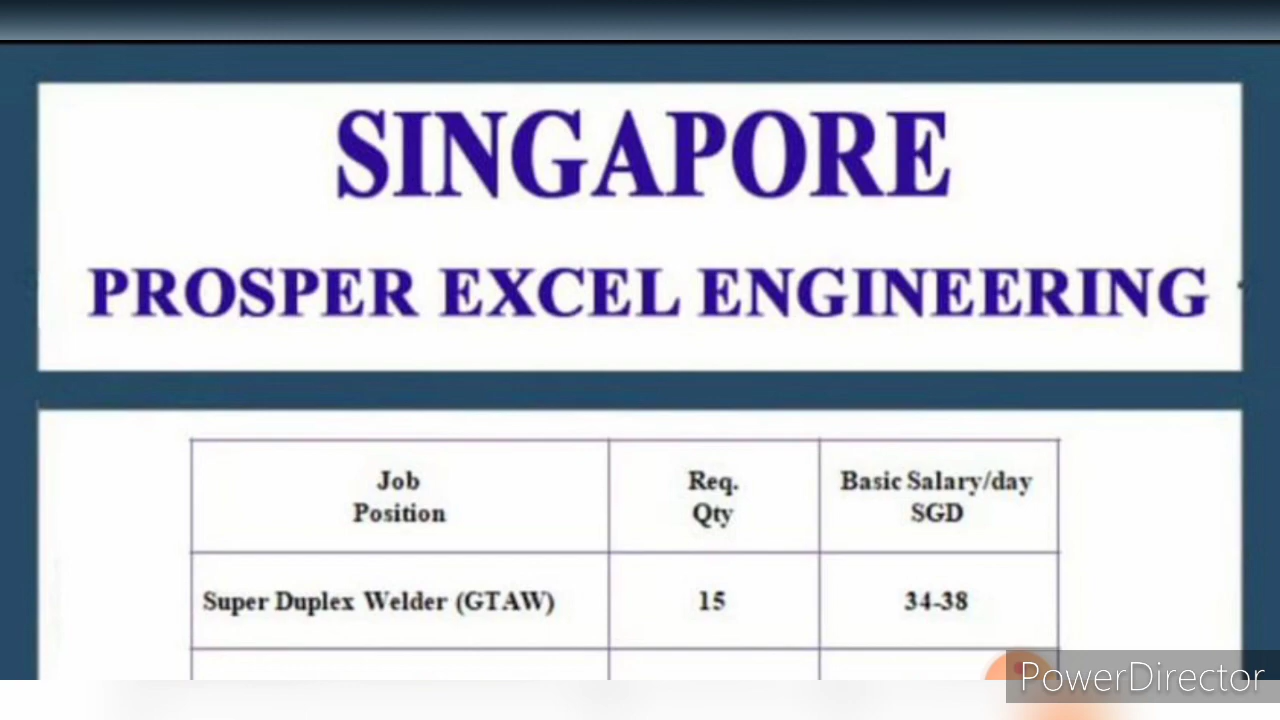 SINGAPORE
PROSPER EXCEL ENGINEERING
Job Position
Req. Qty
Basic Salary/day SGD
Super Duplex Welder (GTAW)
15
34-38
PowerDirector